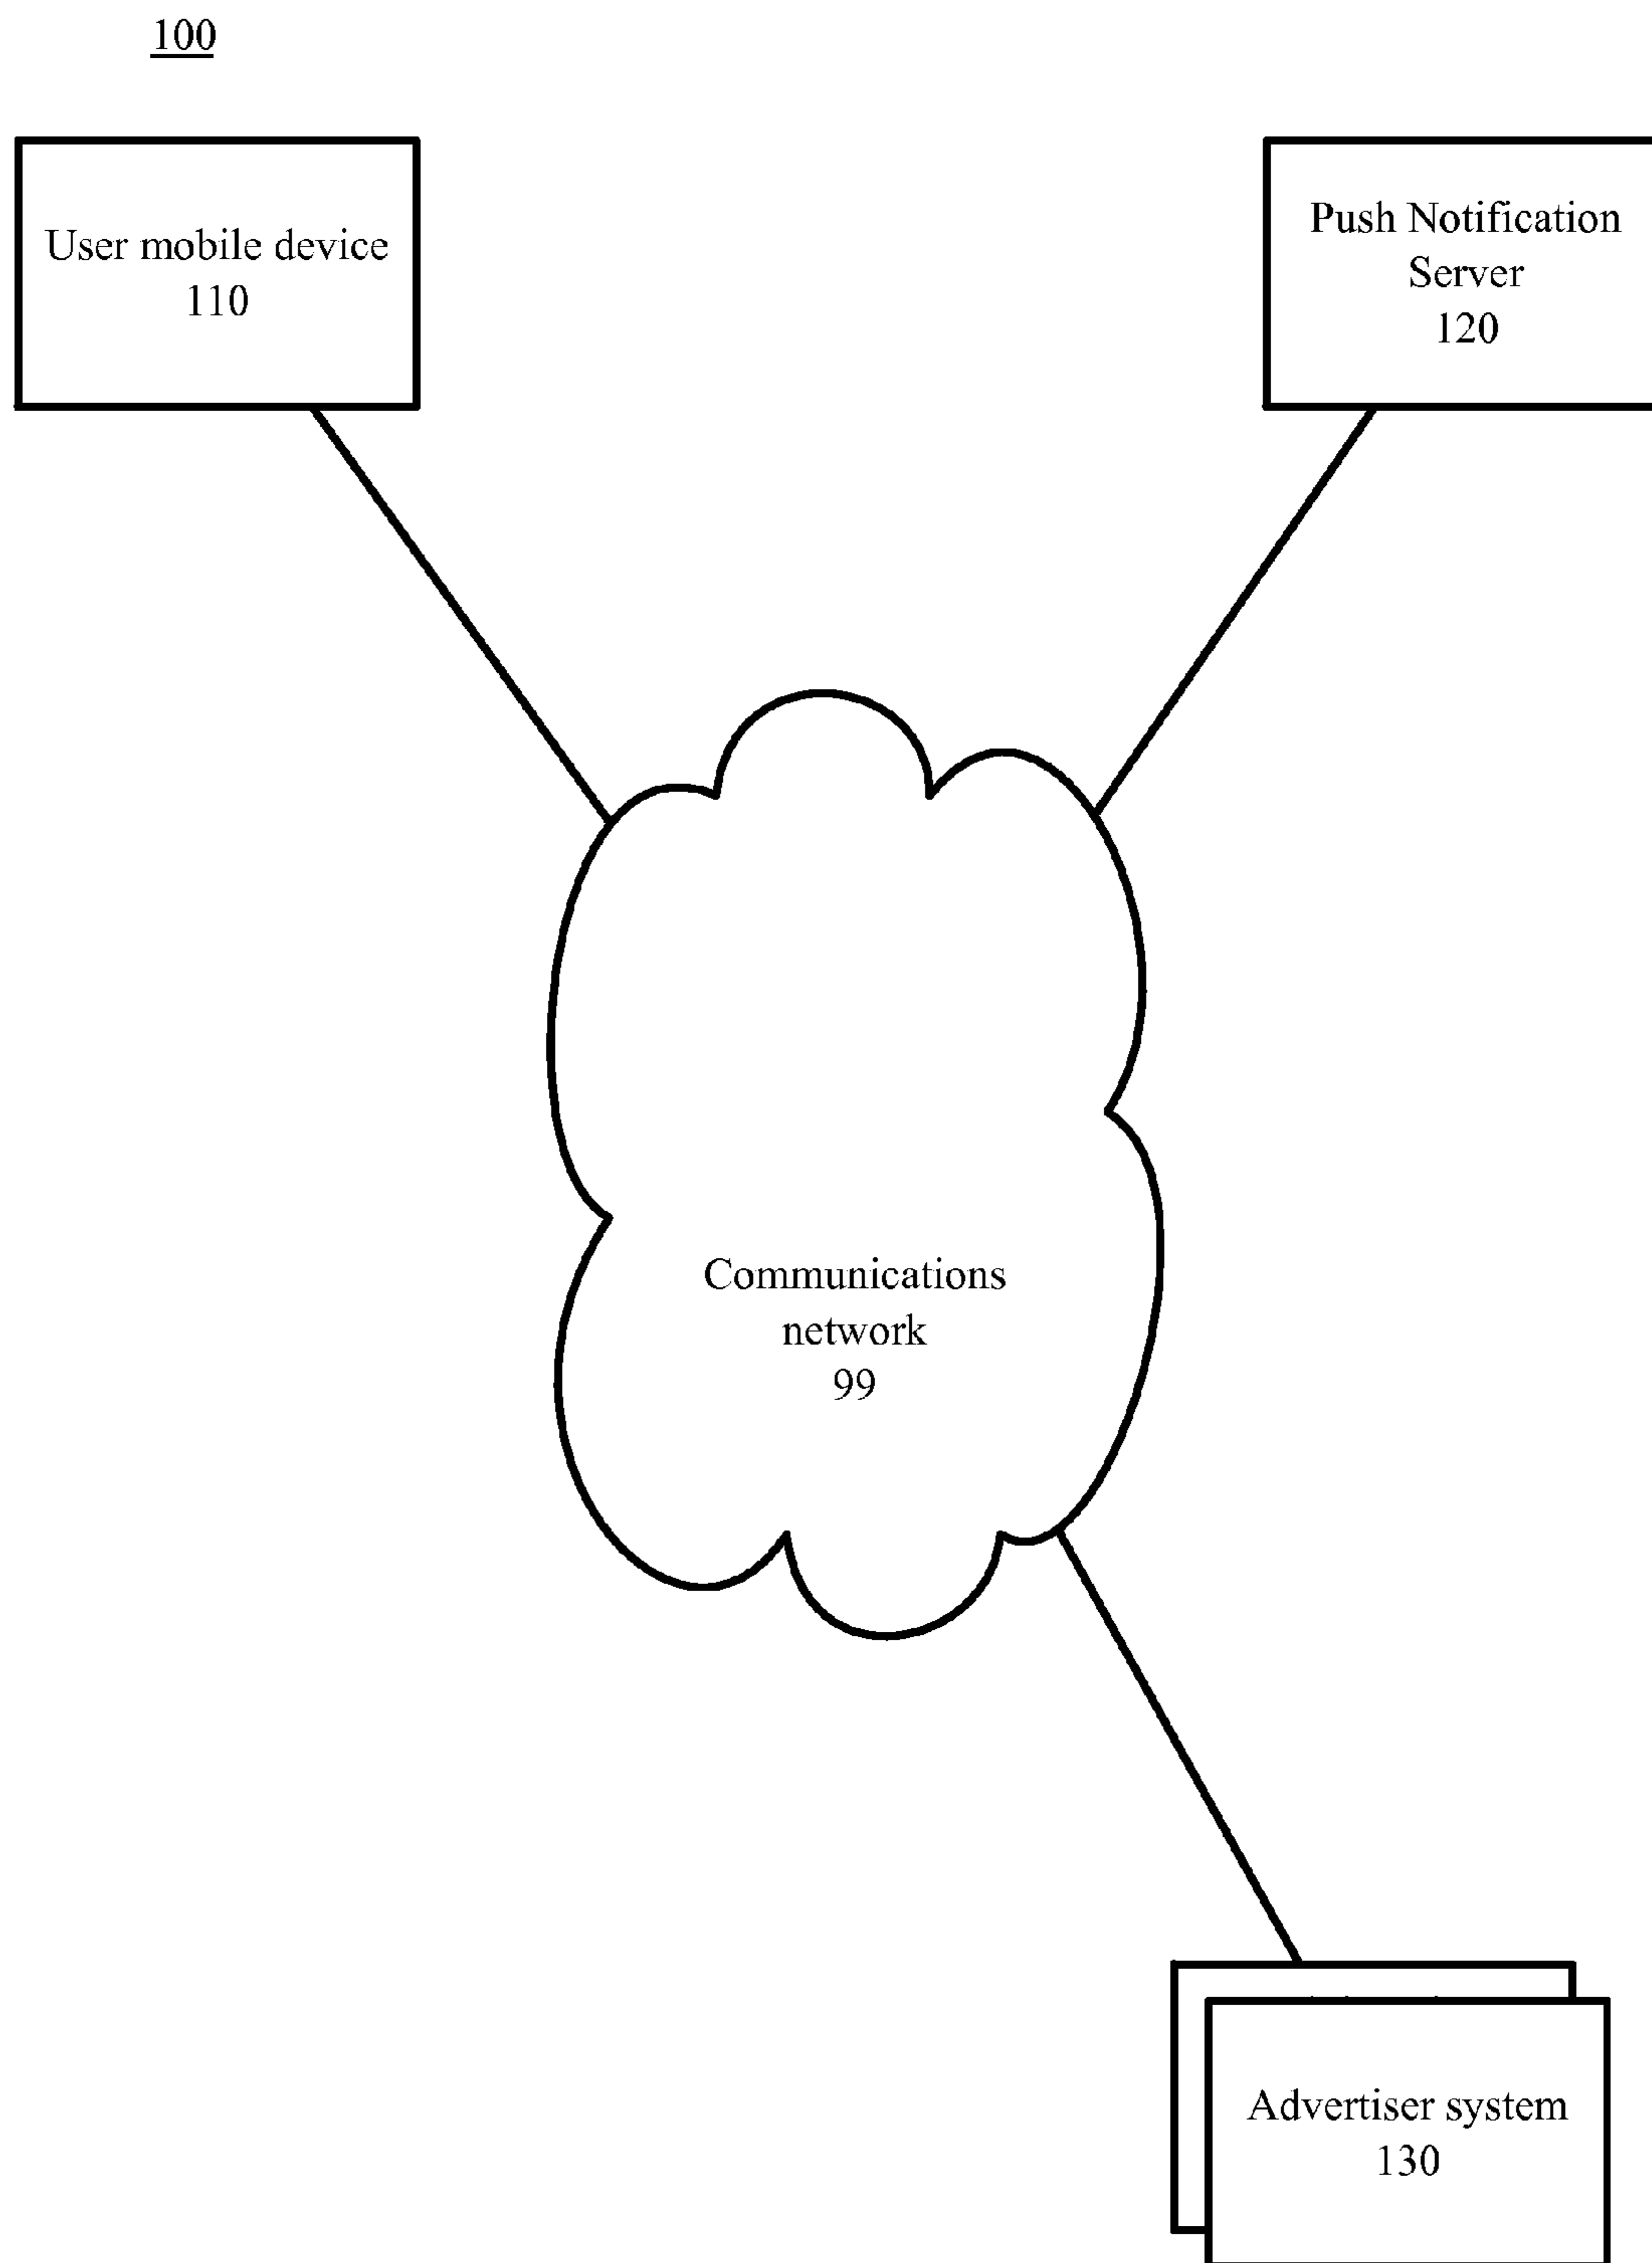 100
User mobile device
110
Push Notification
Server
120
Communications
network
99
Advertiser system
130